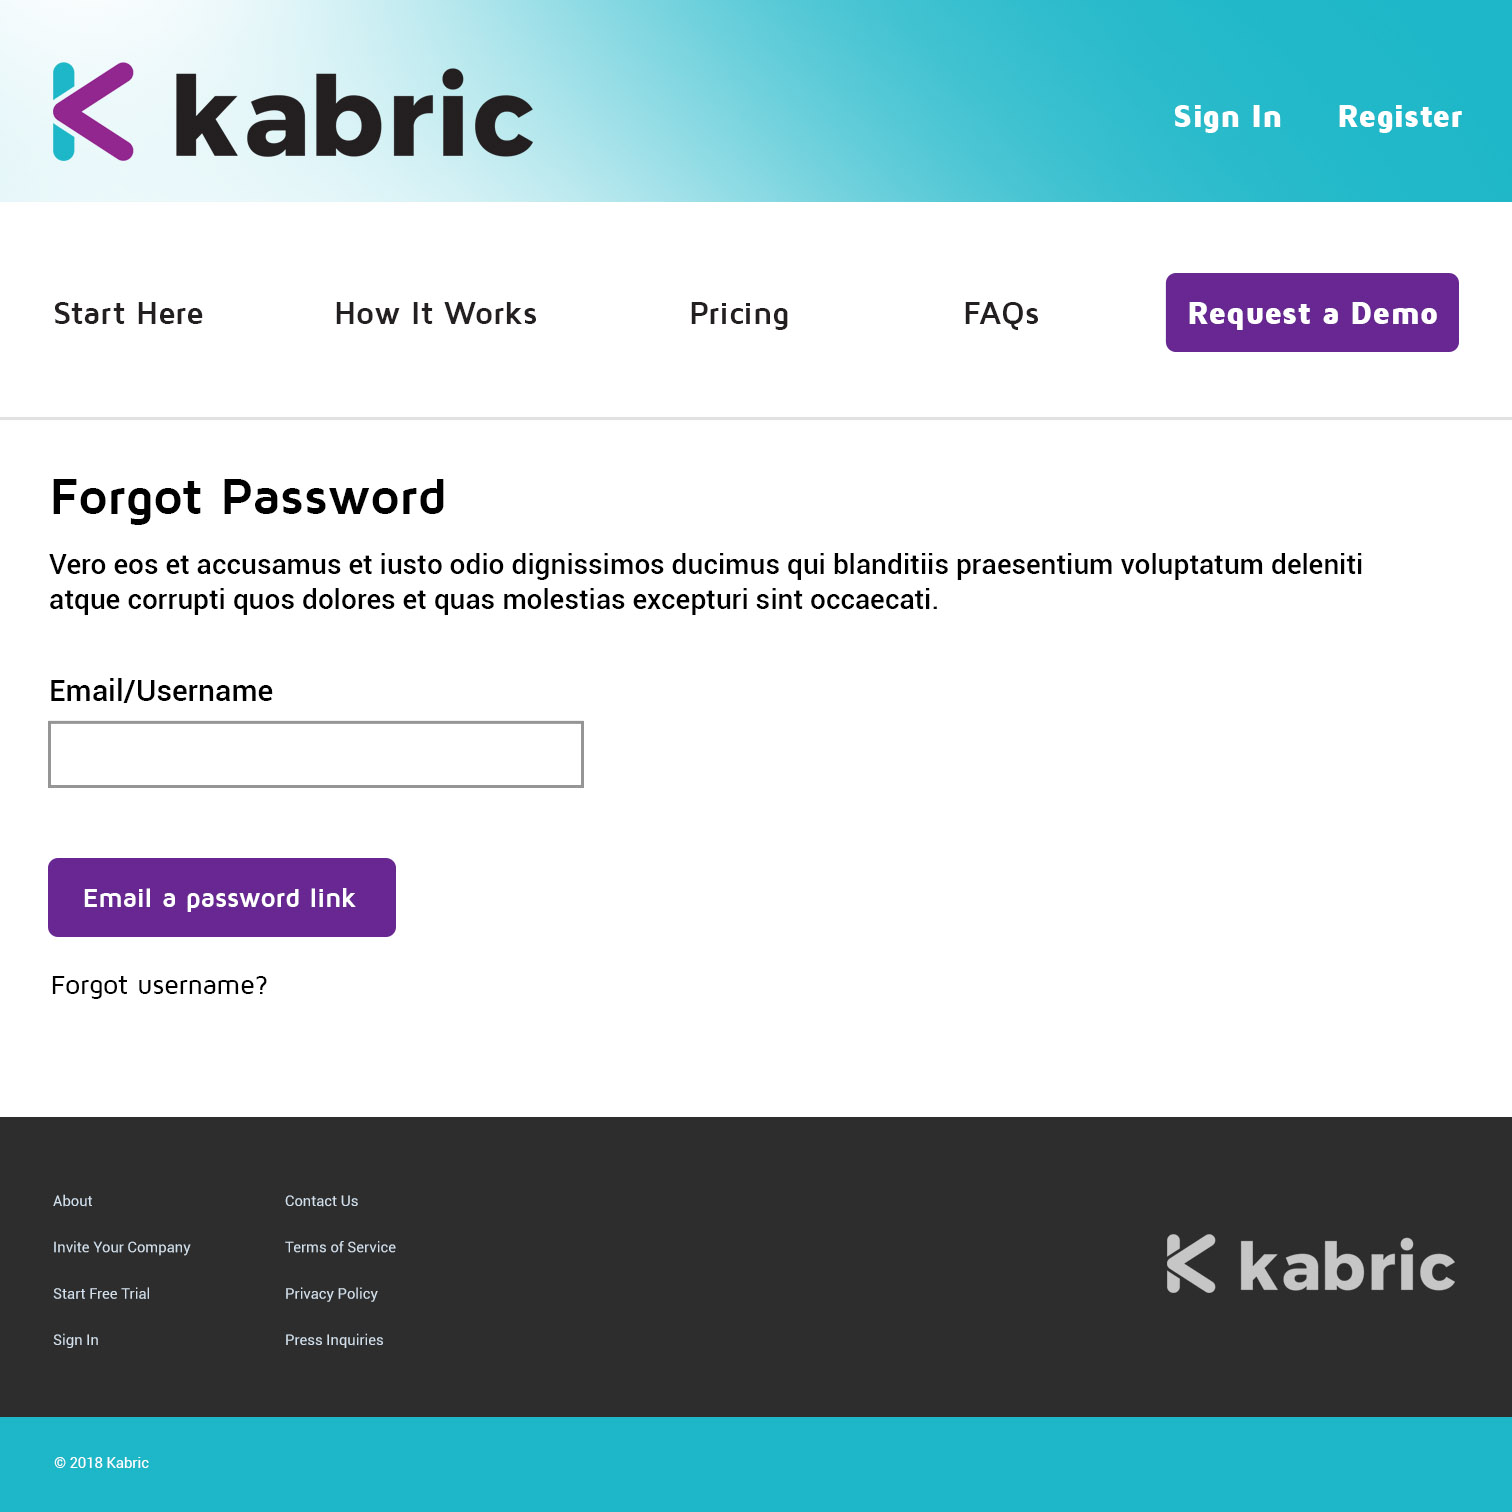 kabric
Sign In
Register
Start Here
How It Works
Pricing
FAQs
Request a Demo
Forgot Password
Vero eos et accusamus et iusto odio dignissimos ducimus qui blanditiis praesentium voluptatum deleniti
atque corrupti quos dolores et quas molestias excepturi sint occaecati.
Email/Username
Email a password link
Forgot username?
About
Invite Your Company
Start Free Trial
Sign In
Contact Us
Terms of Service
Privacy Policy
Press Inquiries
kabric
© 2018 Kabric